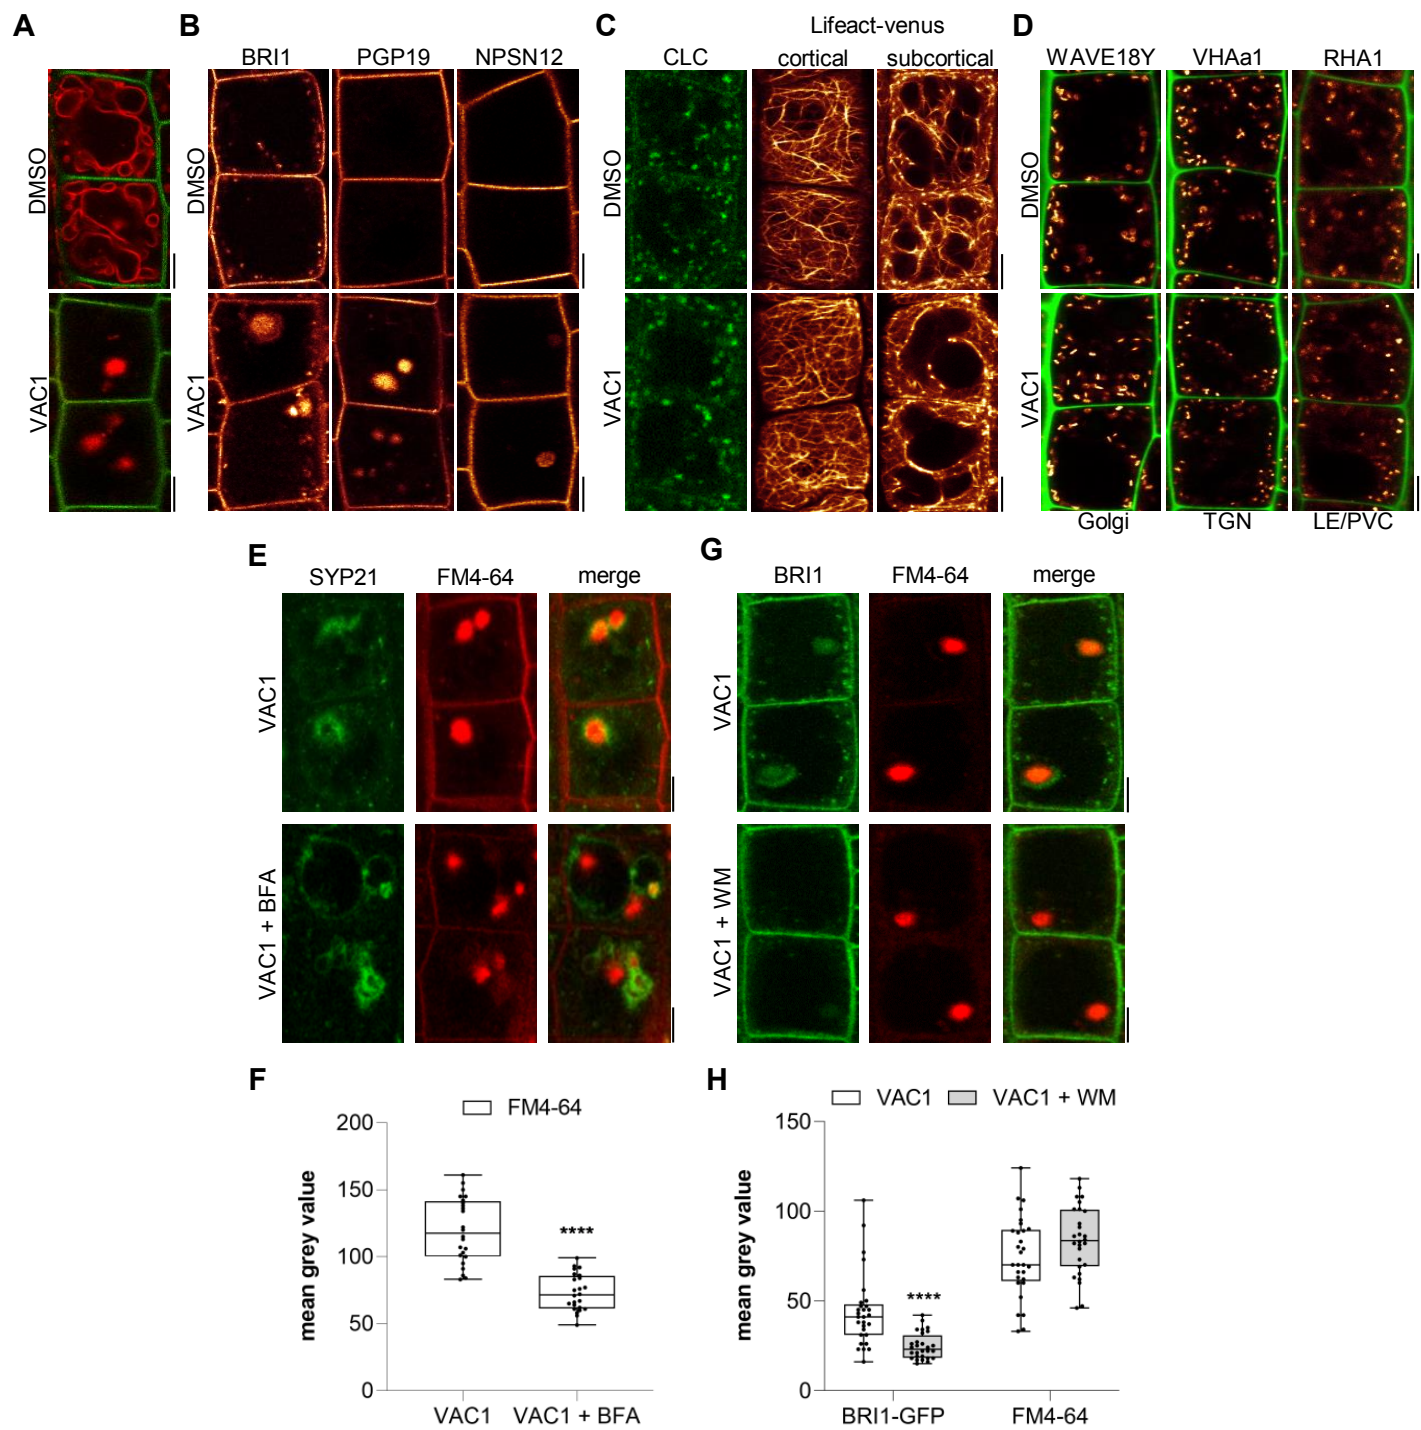 A
B
C
D
Lifeact-venus
BRI1
PGP19
NPSN12
CLC
cortical
subcortical
WAVE18Y
VHAa1
RHA1
DMSO
DMSO
DMSO
DMSO
VAC1
VAC1
VAC1
VAC1
Golgi
TGN
LE/PVC
E
SYP21
FM4-64
merge
VAC1
VAC1 + BFA
G
BRI1
FM4-64
merge
VAC1
VAC1 + WM
F
FM4-64
mean grey value
200
150
100
50
0
****
VAC1
VAC1 + BFA
H
VAC1
VAC1 + WM
mean grey value
150
100
50
0
****
BRI1-GFP
FM4-64